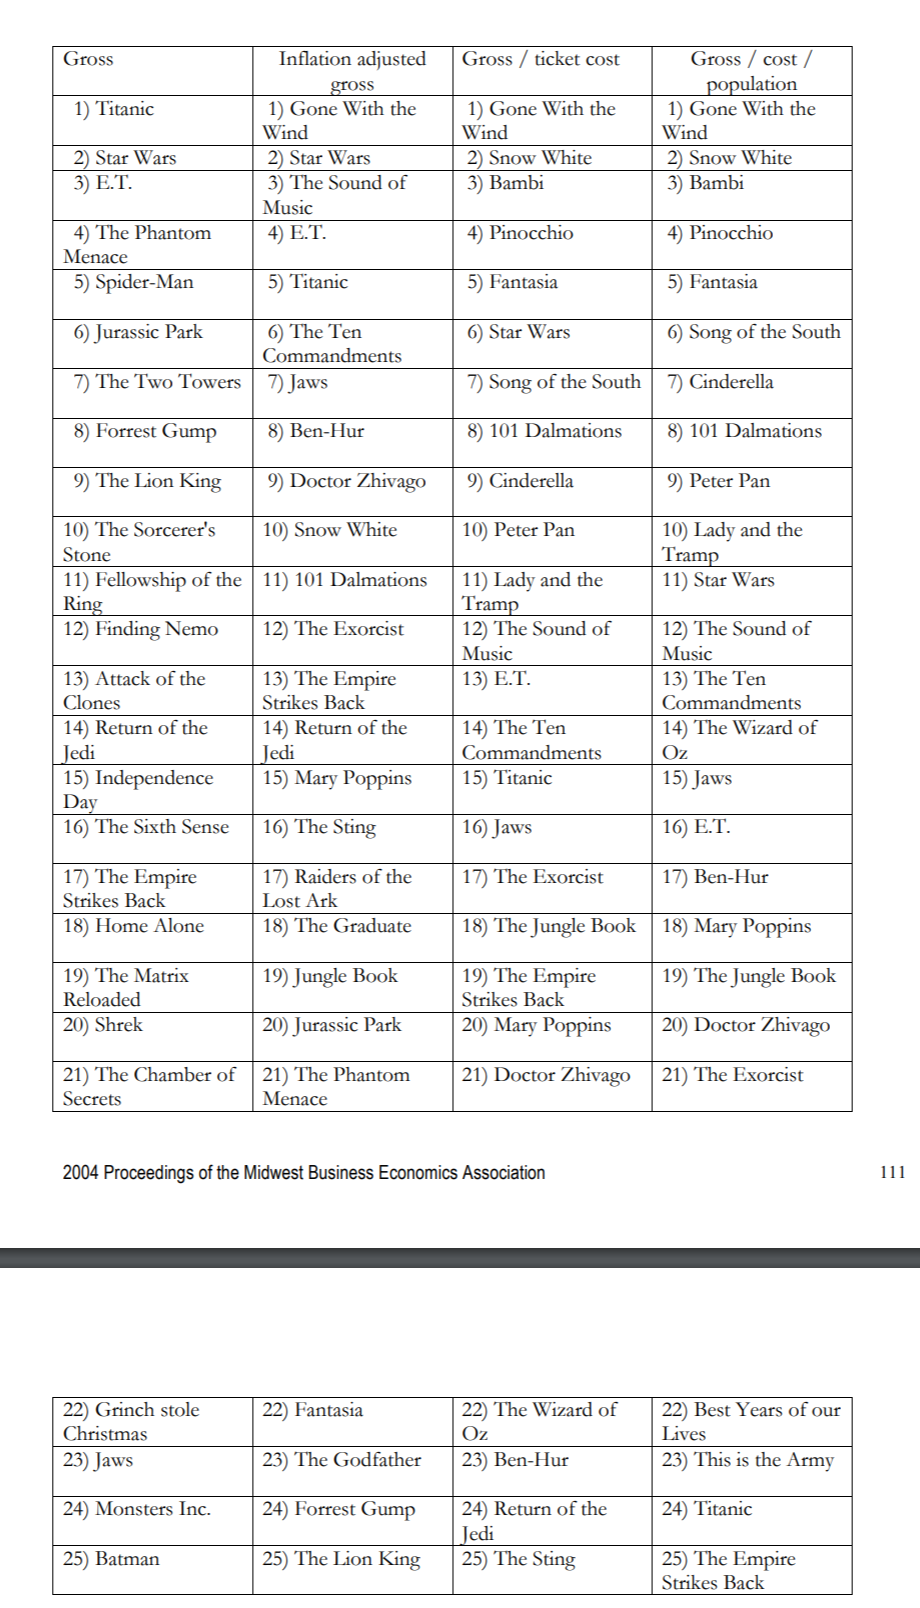 Gross
Inflation adjusted
gross
Gross / ticket cost
Gross / cost /
population
1) Titanic
1) Gone With the
Wind
1) Gone With the
Wind
1) Gone With the
Wind
2) Star Wars
2) Star Wars
2) Snow White
2) Snow White
3) E.T.
3) The Sound of
Music
3) Bambi
3) Bambi
4) The Phantom
Menace
4) E.T.
4) Pinocchio
4) Pinocchio
5) Spider-Man
5) Titanic
5) Fantasia
5) Fantasia
6) Jurassic Park
6) The Ten
Commandments
6) Star Wars
6) Song of the South
7) The Two Towers
7) Jaws
7) Song of the South
7) Cinderella
8) Forrest Gump
8) Ben-Hur
8) 101 Dalmations
8) 101 Dalmations
9) The Lion King
9) Doctor Zhivago
9) Cinderella
9) Peter Pan
10) The Sorcerer's
Stone
10) Snow White
10) Peter Pan
10) Lady and the
Tramp
11) Fellowship of the
Ring
11) 101 Dalmations
11) Lady and the
Tramp
11) Star Wars
12) Finding Nemo
12) The Exorcist
12) The Sound of
Music
12) The Sound of
Music
13) Attack of the
Clones
13) The Empire
Strikes Back
13) E.T.
13) The Ten
Commandments
14) Return of the
Jedi
14) Return of the
Jedi
14) The Ten
Commandments
14) The Wizard of
Oz
15) Independence
Day
15) Mary Poppins
15) Titanic
15) Jaws
16) The Sixth Sense
16) The Sting
16) Jaws
16) E.T.
17) The Empire
Strikes Back
17) Raiders of the
Lost Ark
17) The Exorcist
17) Ben-Hur
18) Home Alone
18) The Graduate
18) The Jungle Book
18) Mary Poppins
19) The Matrix
Reloaded
19) Jungle Book
19) The Empire
Strikes Back
19) The Jungle Book
20) Shrek
20) Jurassic Park
20) Mary Poppins
20) Doctor Zhivago
21) The Chamber of
Secrets
21) The Phantom
Menace
21) Doctor Zhivago
21) The Exorcist
2004 Proceedings of the Midwest Business Economics Association
111
22) Grinch stole
Christmas
22) Fantasia
22) The Wizard of
Oz
22) Best Years of our
Lives
23) Jaws
23) The Godfather
23) Ben-Hur
23) This is the Army
24) Monsters Inc.
24) Forrest Gump
24) Return of the
Jedi
24) Titanic
25) Batman
25) The Lion King
25) The Sting
25) The Empire
Strikes Back